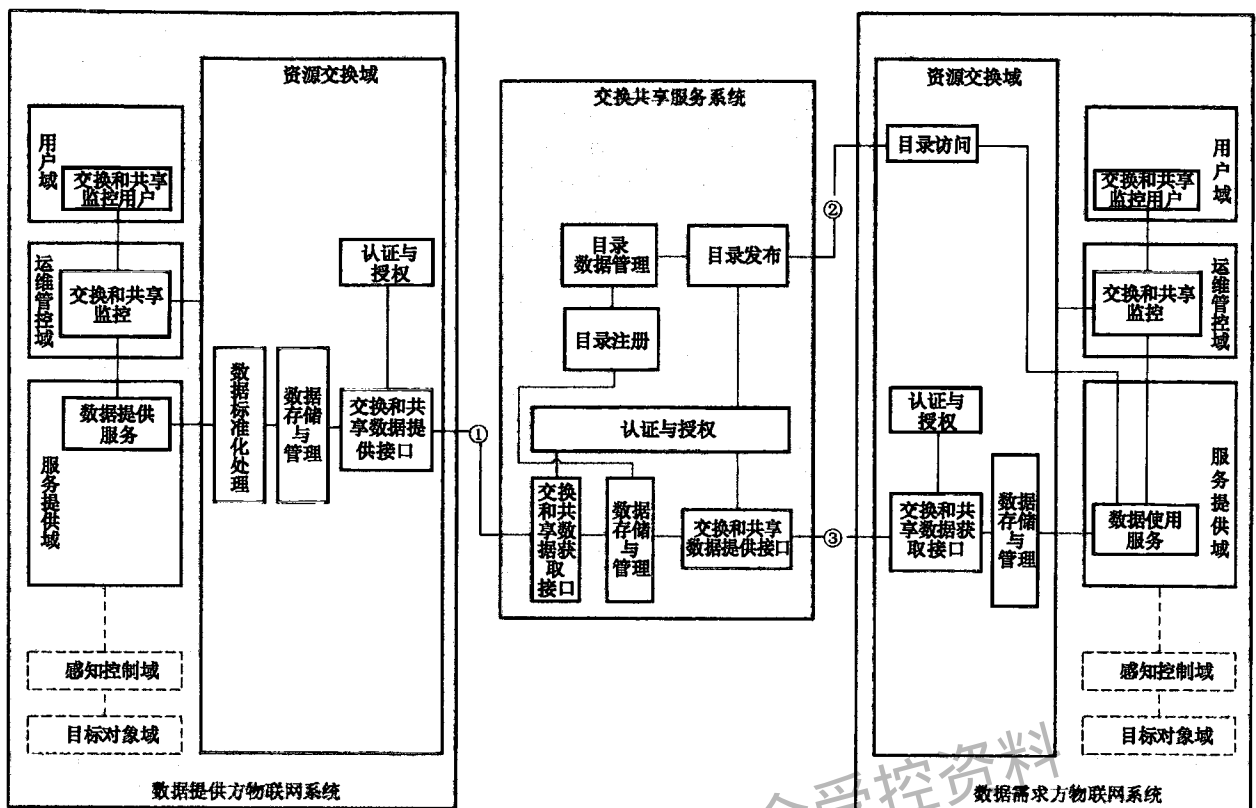 资源交换域
用户域
交换和共享
监控用户
运维管控域
交换和共享
监控
认证与
授权
数据提供
服务
服务提供域
数据标准化处理
数据
存储
与
管理
交换和共
享数据提
供接口
感知控制域
目标对象域
数据提供方物联网系统
①
交换共享服务系统
目录
数据管理
目录发布
目录注册
认证与授权
交换
和共
享数
据获
取
接口
数据
存储
与
管理
交换和共享
数据提供接口
②
③
资源交换域
目录访问
用户域
交换和共享
监控用户
运维管控域
交换和共享
监控
认证与
授权
交换和共
享数据获
取接口
数据
存储
与
管理
数据使用
服务
服务提供域
感知控制域
目标对象域
数据需求方物联网系统
受控资料